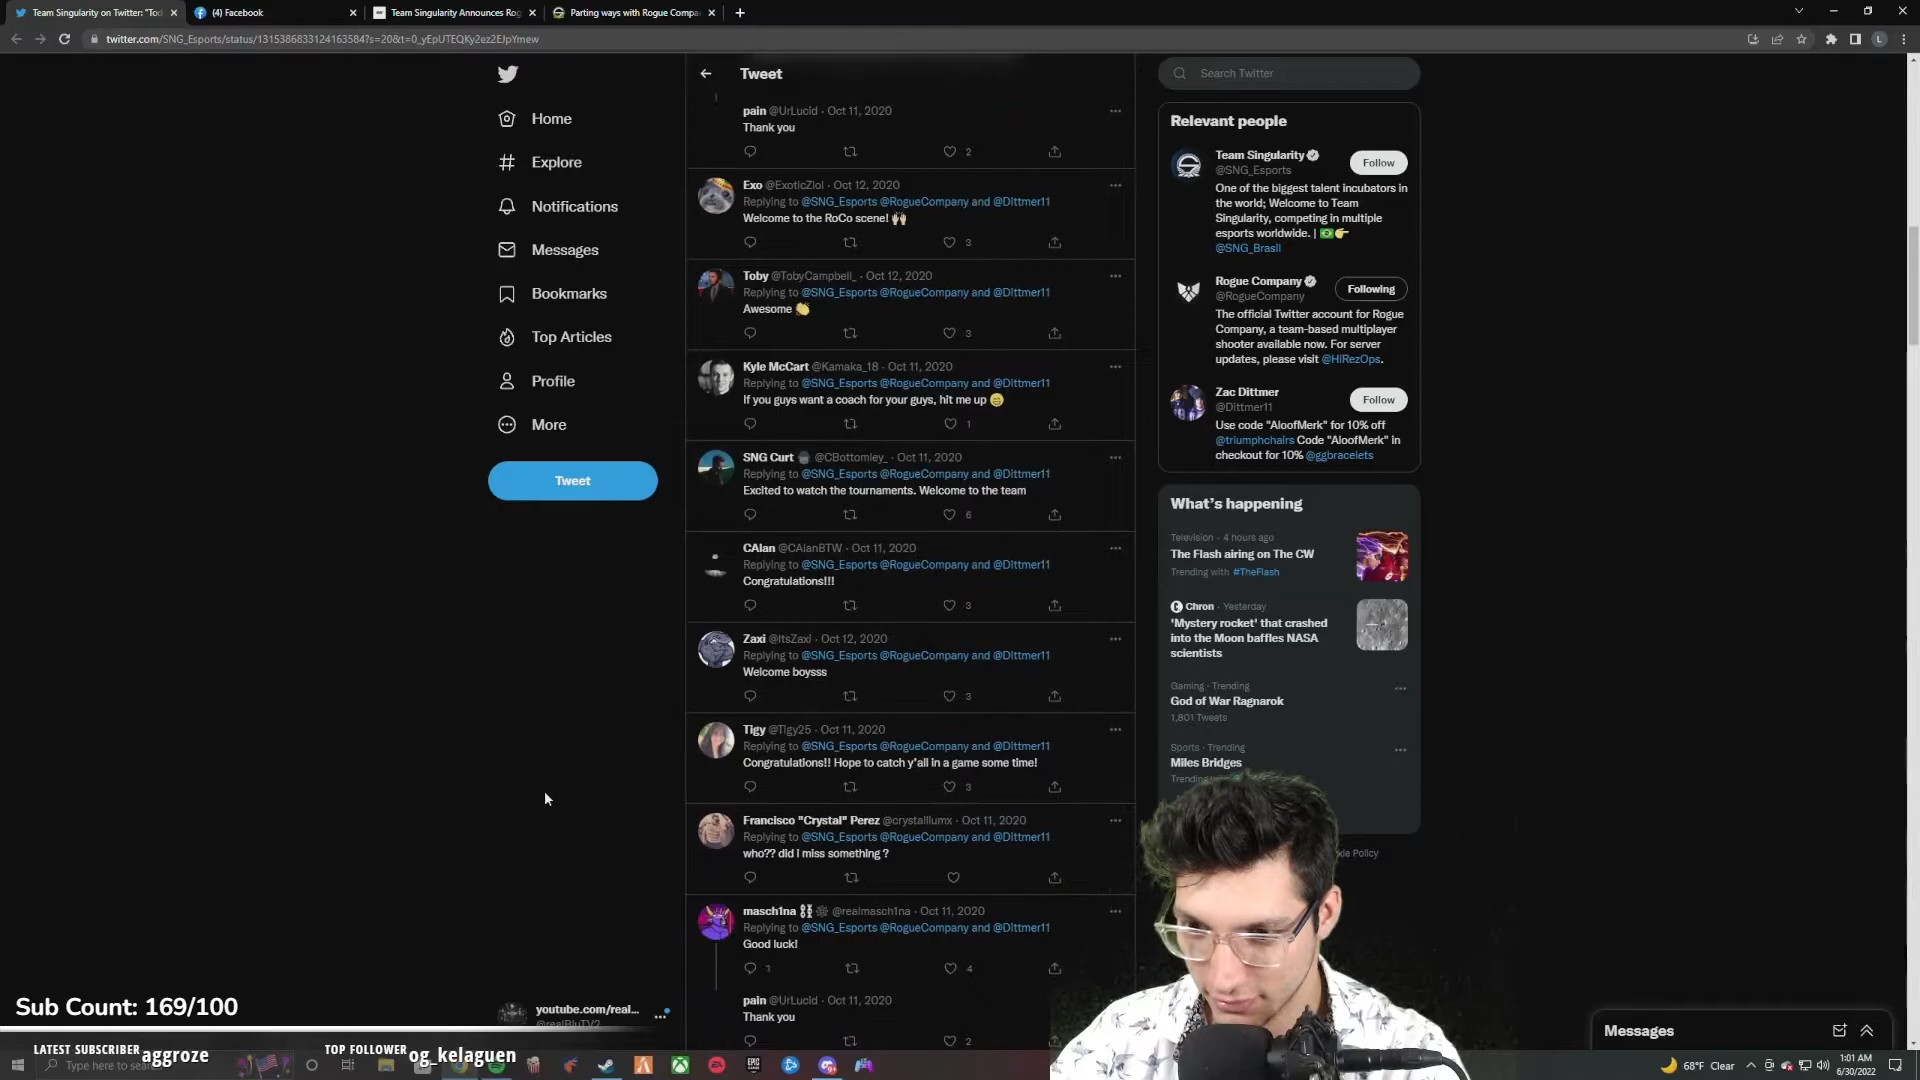 Team Singularity on Twitter: "Tod
(4) Facebook
Team Singularity Announces Rog
Parting ways with Rogue Compa
twitter.com/SNG_Esports/status/1315386833124163584?s=20&t=0_yEpUTEQKy2ez2EJpYmew
Home
Explore
Notifications
Messages
Bookmarks
Top Articles
Profile
More
Tweet
youtube.com/real...
@realBluTV2
Tweet
pain @UrLucid · Oct 11, 2020
Thank you
2
Exo @ExoticZiol · Oct 12, 2020
Replying to @SNG_Esports @RogueCompany and @Dittmer11
Welcome to the RoCo scene! 🙌
3
Toby @TobyCampbell_ · Oct 12, 2020
Replying to @SNG_Esports @RogueCompany and @Dittmer11
Awesome 👏
3
Kyle McCart @Kamaka_18 · Oct 11, 2020
Replying to @SNG_Esports @RogueCompany and @Dittmer11
If you guys want a coach for your guys, hit me up 😁
1
SNG Curt @CBottomley_ · Oct 11, 2020
Replying to @SNG_Esports @RogueCompany and @Dittmer11
Excited to watch the tournaments. Welcome to the team
6
CAlan @CAlanBTW · Oct 11, 2020
Replying to @SNG_Esports @RogueCompany and @Dittmer11
Congratulations!!!
3
Zaxi @ItsZaxi · Oct 12, 2020
Replying to @SNG_Esports @RogueCompany and @Dittmer11
Welcome boysss
3
Tigy @Tigy25 · Oct 11, 2020
Replying to @SNG_Esports @RogueCompany and @Dittmer11
Congratulations!! Hope to catch y'all in a game some time!
3
Francisco "Crystal" Perez @crystalllumx · Oct 11, 2020
Replying to @SNG_Esports @RogueCompany and @Dittmer11
who?? did i miss something ?
masch1na @realmasch1na · Oct 11, 2020
Replying to @SNG_Esports @RogueCompany and @Dittmer11
Good luck!
1 4
pain @UrLucid · Oct 11, 2020
Thank you
2
Search Twitter
Relevant people
Team Singularity
@SNG_Esports
Follow
One of the biggest talent incubators in
the world; Welcome to Team
Singularity, competing in multiple
esports worldwide. | 🇧🇷👉
@SNG_Brasil
Rogue Company
@RogueCompany
Following
The official Twitter account for Rogue
Company, a team-based multiplayer
shooter available now. For server
updates, please visit @HiRezOps.
Zac Dittmer
@Dittmer11
Follow
Use code "AloofMerk" for 10% off
@triumphchairs Code "AloofMerk" in
checkout for 10% @ggbracelets
What's happening
Television · 4 hours ago
The Flash airing on The CW
Trending with #TheFlash
Chron · Yesterday
'Mystery rocket' that crashed
into the Moon baffles NASA
scientists
Gaming · Trending
God of War Ragnarok
1,801 Tweets
Sports · Trending
Miles Bridges
Trending
Policy
Messages
Sub Count: 169/100
LATEST SUBSCRIBER aggroze
TOP FOLLOWER og_kelaguen
Type here to search
68°F Clear
1:01 AM
6/30/2022